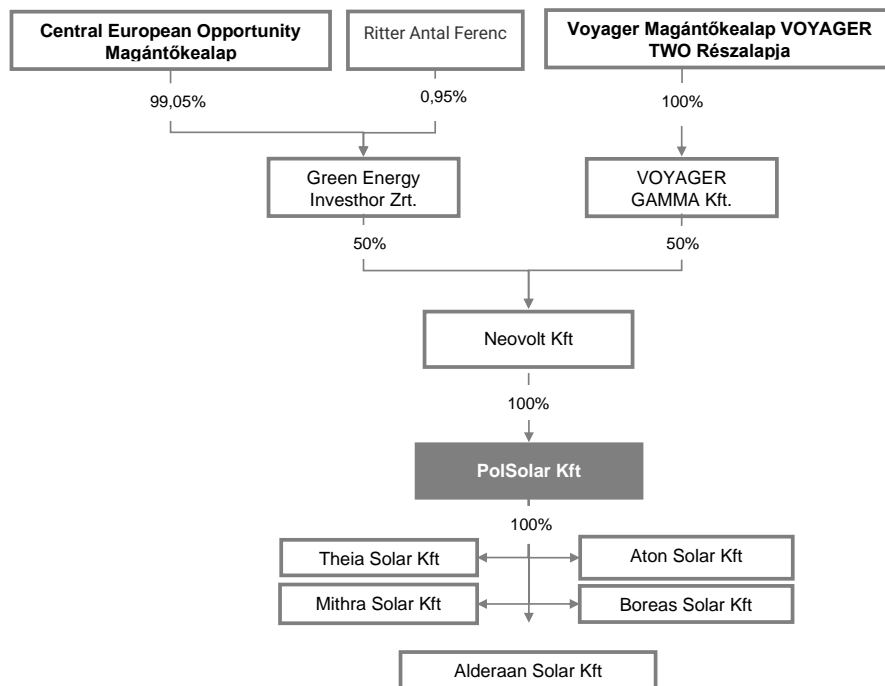 Central European Opportunity
Magántőkealap
Ritter Antal Ferenc
Voyager Magántőkealap VOYAGER
TWO Részalapja
99,05%
0,95%
100%
Green Energy
Investhor Zrt.
VOYAGER
GAMMA Kft.
50%
50%
Neovolt Kft
100%
PolSolar Kft
100%
Theia Solar Kft
Aton Solar Kft
Mithra Solar Kft
Boreas Solar Kft
Alderaan Solar Kft